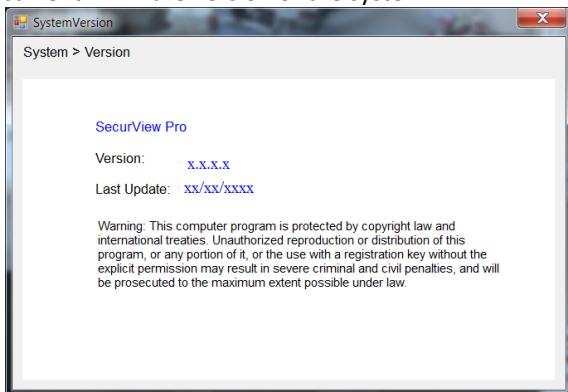 SystemVersion
System > Version
SecurView Pro
Version: x.x.x.x
Last Update: xx/xx/xxxx
Warning: This computer program is protected by copyright law and
international treaties. Unauthorized reproduction or distribution of this
program, or any portion of it, or the use with a registration key without the
explicit permission may result in severe criminal and civil penalties, and will
be prosecuted to the maximum extent possible under law.